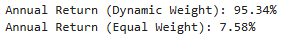 Annual Return (Dynamic Weight): 95.34%
Annual Return (Equal Weight): 7.58%